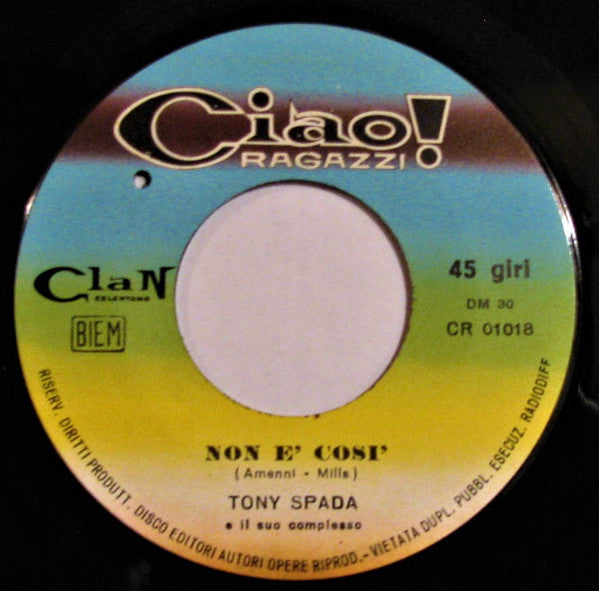 Ciao!
RAGAZZI
ClaN
CELENTANO
BIEM
45 giri
DM 30
CR 01018
NON E' COSI'
(Amenni - Mills)
TONY SPADA
e il suo complesso
RISERV. DIRITTI PRODUTT. DISCO EDITORI AUTORI OPERE RIPROD. - VIETATA DUPL. PUBBL. ESECUZ. RADIODIFF